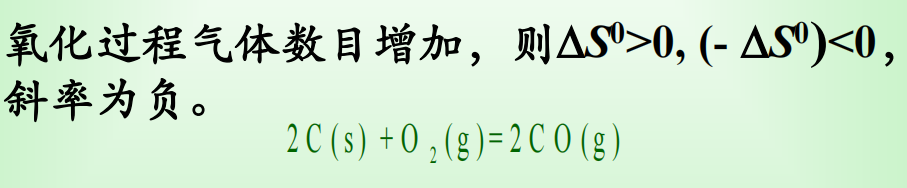 氧化过程气体数目增加，则ΔS⁰>0, (- ΔS⁰)<0，
斜率为负。
2C(s)+O₂(g)=2CO(g)